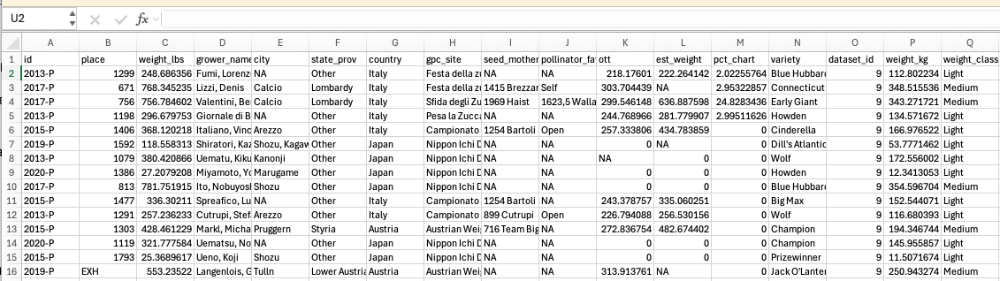 U2 fx
A B C D E F G H I J K L M N O P Q
1 id place weight_lbs grower_name city state_prov country gpc_site seed_mother pollinator_fa ott est_weight pct_chart variety dataset_id weight_kg weight_class
2 2013-P 1299 248.686356 Fumi, Lorenz NA Other Italy Festa della zu NA NA 218.17601 222.264142 2.02255764 Blue Hubbard 9 112.802234 Light
3 2017-P 671 768.345235 Lizzi, Denis Calcio Lombardy Italy Festa della zu 1415 Brezzar Self 303.704439 NA 2.95322857 Connecticut 9 348.515536 Medium
4 2017-P 756 756.784602 Valentini, Be Calcio Lombardy Italy Sfida degli Zu 1969 Haist 1623,5 Walla 299.546148 636.887598 24.8283436 Early Giant 9 343.271721 Medium
5 2013-P 1198 296.679753 Giornale di B NA Other Italy Pesa la Zucca NA NA 244.768966 281.779907 2.99511626 Howden 9 134.571672 Light
6 2015-P 1406 368.120218 Italiano, Vinc Arezzo Other Italy Campionato 1254 Bartoli Open 257.333806 434.783859 0 Cinderella 9 166.976522 Light
7 2019-P 1592 118.558313 Shiratori, Kaz Shozu, Kagaw Other Japan Nippon Ichi D NA NA 0 NA 0 Dill's Atlantic 9 53.7771462 Light
8 2013-P 1079 380.420866 Uematu, Kiku Kanonji Other Japan Nippon Ichi D NA NA NA 0 0 Wolf 9 172.556002 Light
9 2020-P 1386 27.2079208 Miyamoto, Yo Marugame Other Japan Nippon Ichi D NA NA 0 0 0 Howden 9 12.3413053 Light
10 2017-P 813 781.751915 Ito, Nobuyosl Shozu Other Japan Nippon Ichi D NA NA 0 0 0 Blue Hubbard 9 354.596704 Medium
11 2015-P 1477 336.30211 Spreafico, Lu NA Other Italy Campionato 1254 Bartoli NA 243.378757 335.060251 0 Big Max 9 152.544071 Light
12 2013-P 1291 257.236233 Cutrupi, Stef Arezzo Other Italy Campionato 899 Cutrupi Open 226.794088 256.530156 0 Wolf 9 116.680393 Light
13 2015-P 1303 428.461229 Markl, Micha Pruggern Styria Austria Austrian Wei 716 Team Big NA 272.836754 482.674402 0 Champion 9 194.346744 Medium
14 2020-P 1119 321.777584 Uematsu, No NA Other Japan Nippon Ichi D NA NA 0 0 0 Champion 9 145.955857 Light
15 2015-P 1793 25.3689617 Ueno, Koji Shozu Other Japan Nippon Ichi D NA NA 0 0 0 Prizewinner 9 11.5071674 Light
16 2019-P EXH 553.23522 Langenlois, G Tulln Lower Austria Austria Austrian Wei NA NA 313.913761 NA 0 Jack O'Lanter 9 250.943274 Medium